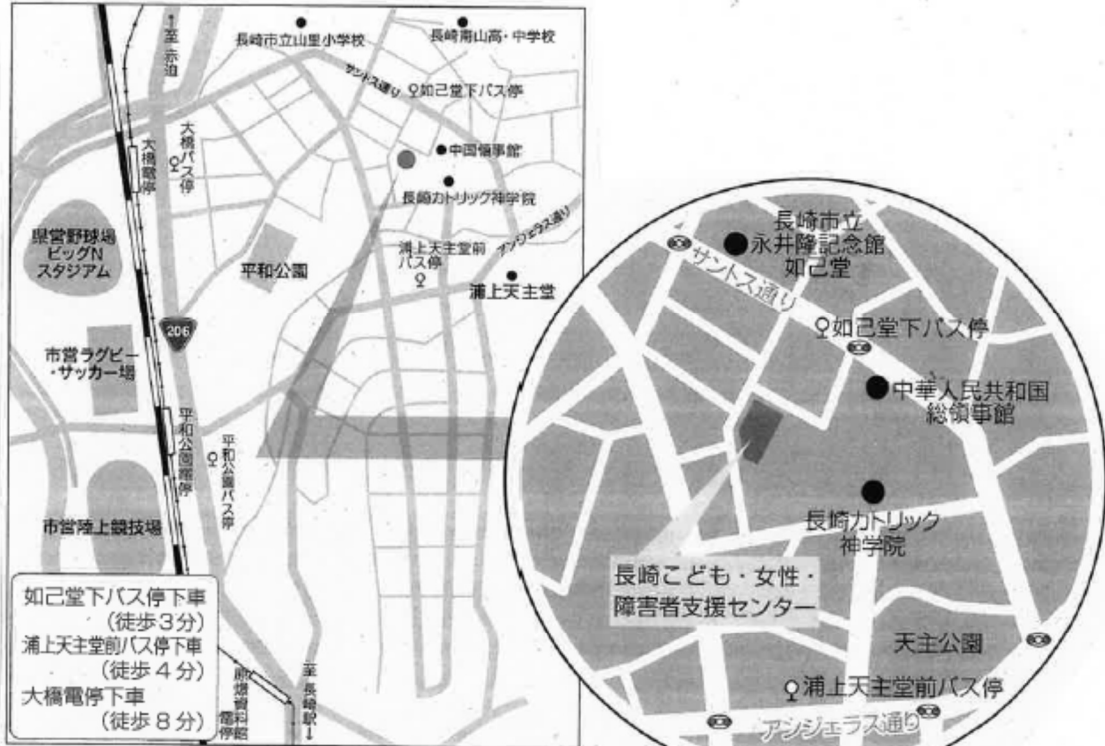 ↑至 赤迫
長崎市立山里小学校
長崎南山高・中学校
サントス通り
如己堂下バス停
大橋電停
大橋バス停
中国領事館
長崎カトリック神学院
県営野球場
ビッグN
スタジアム
平和公園
浦上天主堂前
バス停
アンジェラス通り
浦上天主堂
206
市営ラグビー
・サッカー場
平和公園電停
平和公園バス停
市営陸上競技場
如己堂下バス停下車
(徒歩3分)
浦上天主堂前バス停下車
(徒歩4分)
大橋電停下車
(徒歩8分)
原爆資料館
電停
至 長崎駅↓
長崎市立
永井隆記念館
如己堂
サントス通り
如己堂下バス停
中華人民共和国
総領事館
長崎カトリック
神学院
長崎こども・女性・
障害者支援センター
天主公園
浦上天主堂前バス停
アンジェラス通り